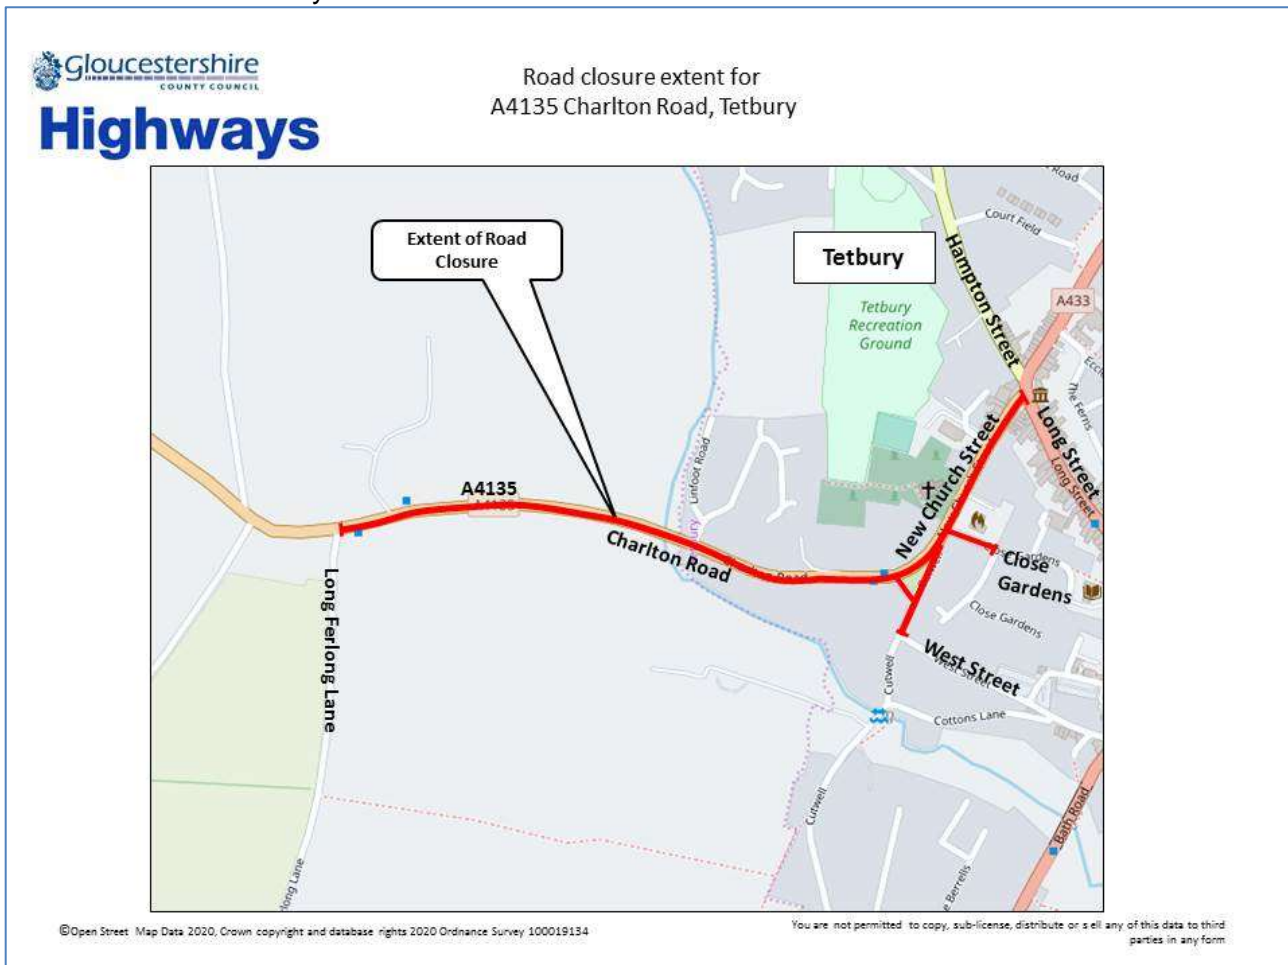 Gloucestershire
COUNTY COUNCIL
Highways
Road closure extent for
A4135 Charlton Road, Tetbury
Extent of Road
Closure
Tetbury
Road
Court Field
Hampton Street
A433
Tetbury
Recreation
Ground
The Ferns
Long Street
Long Street
New Church Street
Linfoot Road
A4135
Charlton Road
Close Gardens
Close
Gardens
Close Gardens
Long Ferlong Lane
West Street
West Street
Cutwell
Cottons Lane
Cutwell
Bath Road
e Berrells
long Lane
©Open Street Map Data 2020, Crown copyright and database rights 2020 Ordnance Survey 100019134
You are not permitted to copy, sub-license, distribute or sell any of this data to third
parties in any form